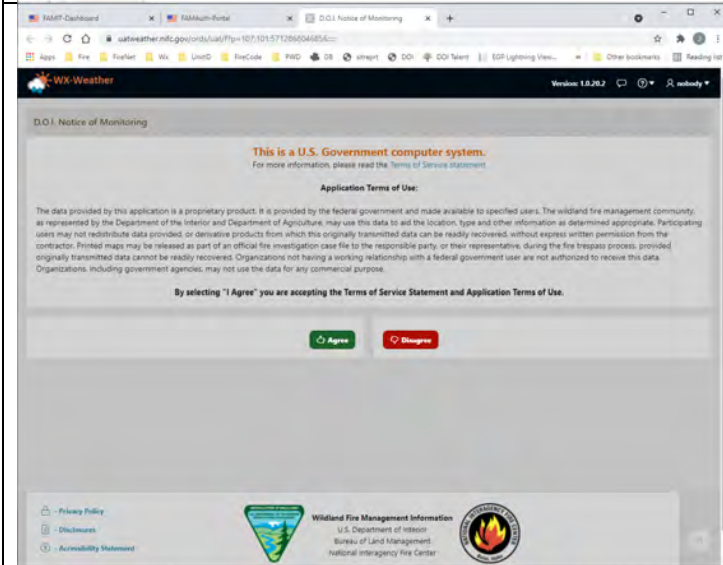 FAMIT-Dashboard
FAMAuth-Portal
D.O.I. Notice of Monitoring
uatweather.nifc.gov/ords/uat/f?p=107:101:5712868046856::::
Apps Fire FireNet Wx UnitID FireCode PWD GB DOI DOI Talent EGP Lightning View... » Other bookmarks Reading list
WX-Weather
Version: 1.0.20.2 nobody
D.O.I. Notice of Monitoring
This is a U.S. Government computer system.
For more information, please read the Terms of Service statement.
Application Terms of Use:
The data provided by this application is a proprietary product. It is provided by the federal government and made available to specified users. The wildland fire management community,
as represented by the Department of the Interior and Department of Agriculture, may use this data to aid the location, type and other information as determined appropriate. Participating
users may not redistribute data provided, or derivative products from which this originally transmitted data can be readily recovered, without express written permission from the
contractor. Printed maps may be released as part of an official fire investigation case file to the responsible party, or their representative, during the fire trespass process, provided
originally transmitted data cannot be readily recovered. Organizations not having a working relationship with a federal government user are not authorized to receive this data.
Organizations, including government agencies, may not use the data for any commercial purpose.
By selecting "I Agree" you are accepting the Terms of Service Statement and Application Terms of Use.
Agree
Disagree
- Privacy Policy
- Disclosures
- Accessibility Statement
Wildland Fire Management Information
U.S. Department of Interior
Bureau of Land Management
National Interagency Fire Center
NATIONAL INTERAGENCY FIRE CENTER